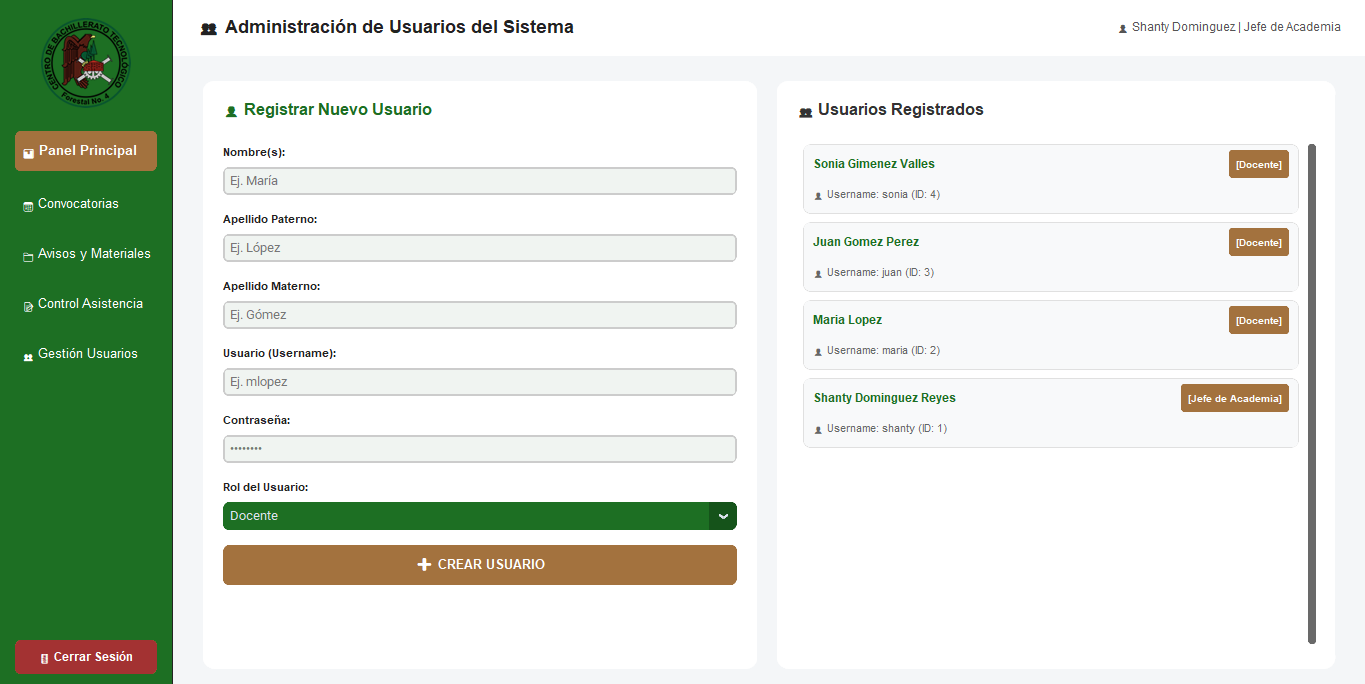 CENTRO DE BACHILLERATO TECNOLÓGICO
Forestal No. 4
Panel Principal
Convocatorias
Avisos y Materiales
Control Asistencia
Gestión Usuarios
Cerrar Sesión
Administración de Usuarios del Sistema
Shanty Dominguez | Jefe de Academia
Registrar Nuevo Usuario
Nombre(s):
Ej. María
Apellido Paterno:
Ej. López
Apellido Materno:
Ej. Gómez
Usuario (Username):
Ej. mlopez
Contraseña:
••••••••
Rol del Usuario:
Docente
CREAR USUARIO
Usuarios Registrados
Sonia Gimenez Valles
[Docente]
Username: sonia (ID: 4)
Juan Gomez Perez
[Docente]
Username: juan (ID: 3)
Maria Lopez
[Docente]
Username: maria (ID: 2)
Shanty Dominguez Reyes
[Jefe de Academia]
Username: shanty (ID: 1)